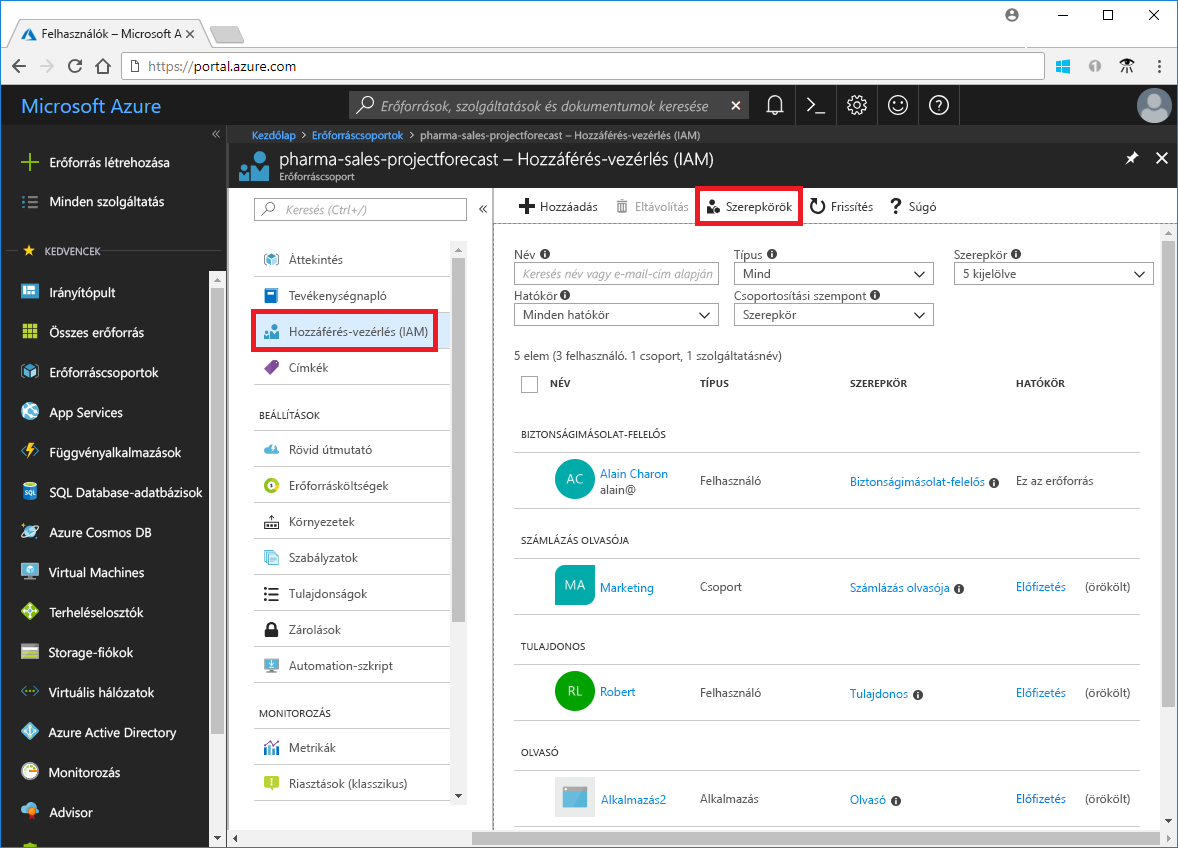 Felhasználók – Microsoft A
https://portal.azure.com
Microsoft Azure
Erőforrások, szolgáltatások és dokumentumok keresése
Kezdőlap > Erőforráscsoportok > pharma-sales-projectforecast – Hozzáférés-vezérlés (IAM)
pharma-sales-projectforecast – Hozzáférés-vezérlés (IAM)
Erőforráscsoport
Erőforrás létrehozása
Minden szolgáltatás
KEDVENCEK
Irányítópult
Összes erőforrás
Erőforráscsoportok
App Services
Függvényalkalmazások
SQL Database-adatbázisok
Azure Cosmos DB
Virtual Machines
Terheléselosztók
Storage-fiókok
Virtuális hálózatok
Azure Active Directory
Monitorozás
Advisor
Keresés (Ctrl+/)
Áttekintés
Tevékenységnapló
Hozzáférés-vezérlés (IAM)
Címkék
BEÁLLÍTÁSOK
Rövid útmutató
Erőforrásköltségek
Környezetek
Szabályzatok
Tulajdonságok
Zárolások
Automation-szkript
MONITOROZÁS
Metrikák
Riasztások (klasszikus)
Hozzáadás Eltávolítás Szerepkörök Frissítés Súgó
Név Típus Szerepkör
Keresés név vagy e-mail-cím alapján Mind 5 kijelölve
Hatókör Csoportosítási szempont
Minden hatókör Szerepkör
5 elem (3 felhasználó. 1 csoport, 1 szolgáltatásnév)
NÉV TÍPUS SZEREPKÖR HATÓKÖR
BIZTONSÁGIMÁSOLAT-FELELŐS
AC Alain Charon Felhasználó Biztonságimásolat-felelős Ez az erőforrás
alain@
SZÁMLÁZÁS OLVASÓJA
MA Marketing Csoport Számlázás olvasója Előfizetés (örökölt)
TULAJDONOS
RL Robert Felhasználó Tulajdonos Előfizetés (örökölt)
OLVASÓ
Alkalmazás2 Alkalmazás Olvasó Előfizetés (örökölt)